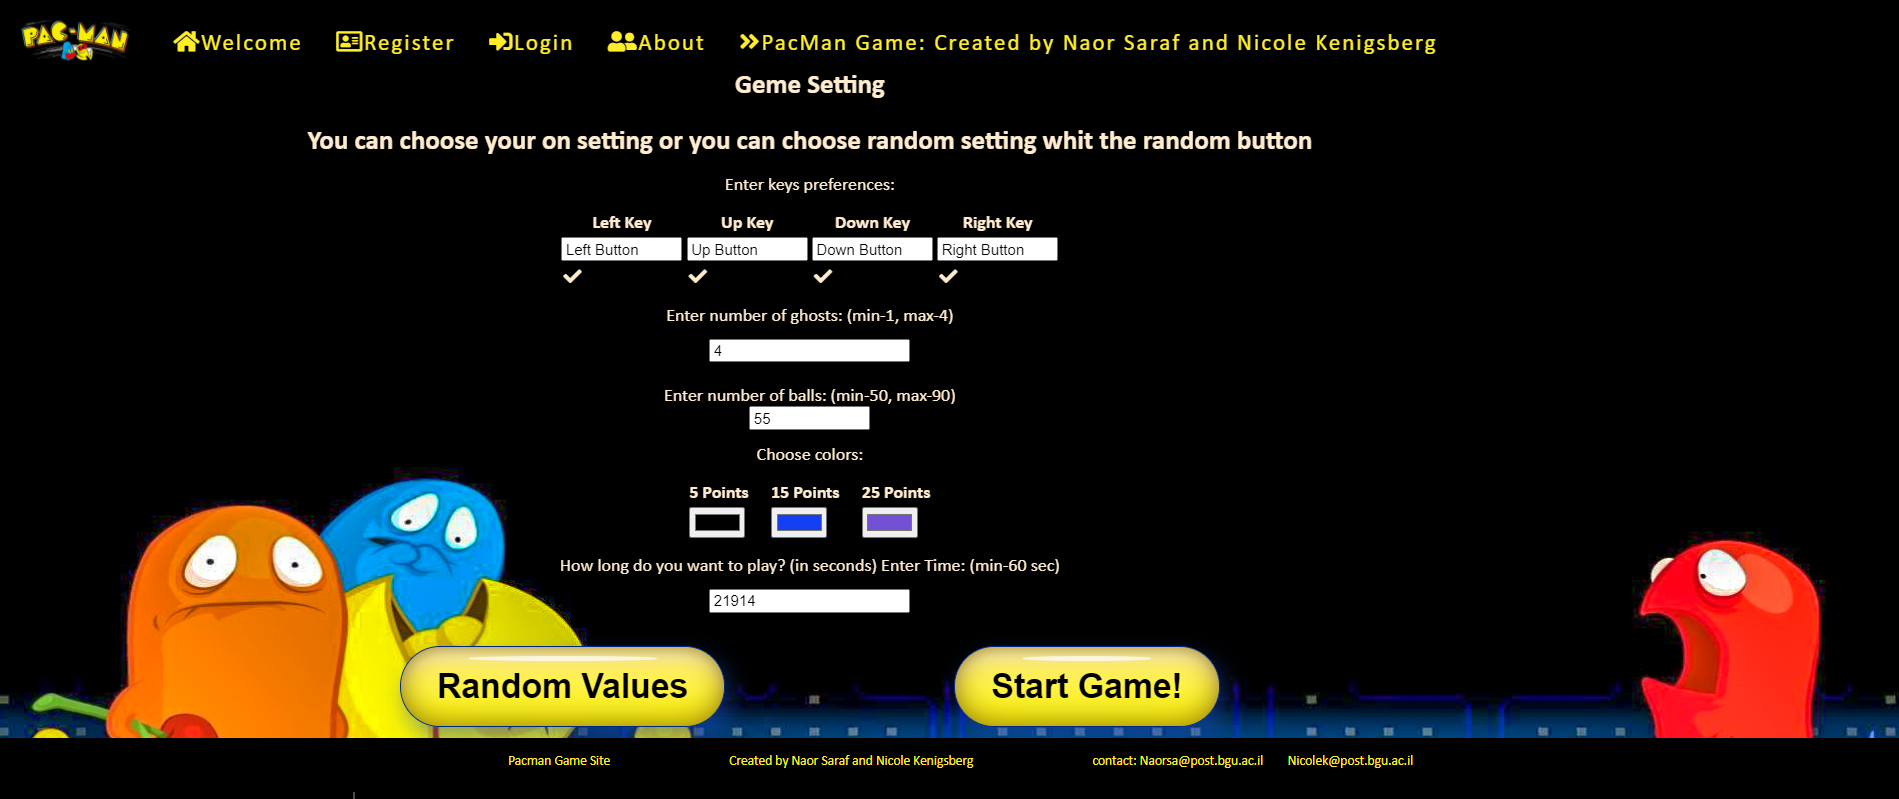 PAC-MAN
Welcome Register Login About PacMan Game: Created by Naor Saraf and Nicole Kenigsberg
Geme Setting
You can choose your on setting or you can choose random setting whit the random button
Enter keys preferences:
Left Key Up Key Down Key Right Key
Left Button Up Button Down Button Right Button
Enter number of ghosts: (min-1, max-4)
4
Enter number of balls: (min-50, max-90)
55
Choose colors:
5 Points 15 Points 25 Points
How long do you want to play? (in seconds) Enter Time: (min-60 sec)
21914
Random Values Start Game!
Pacman Game Site Created by Naor Saraf and Nicole Kenigsberg contact: Naorsa@post.bgu.ac.il Nicolek@post.bgu.ac.il